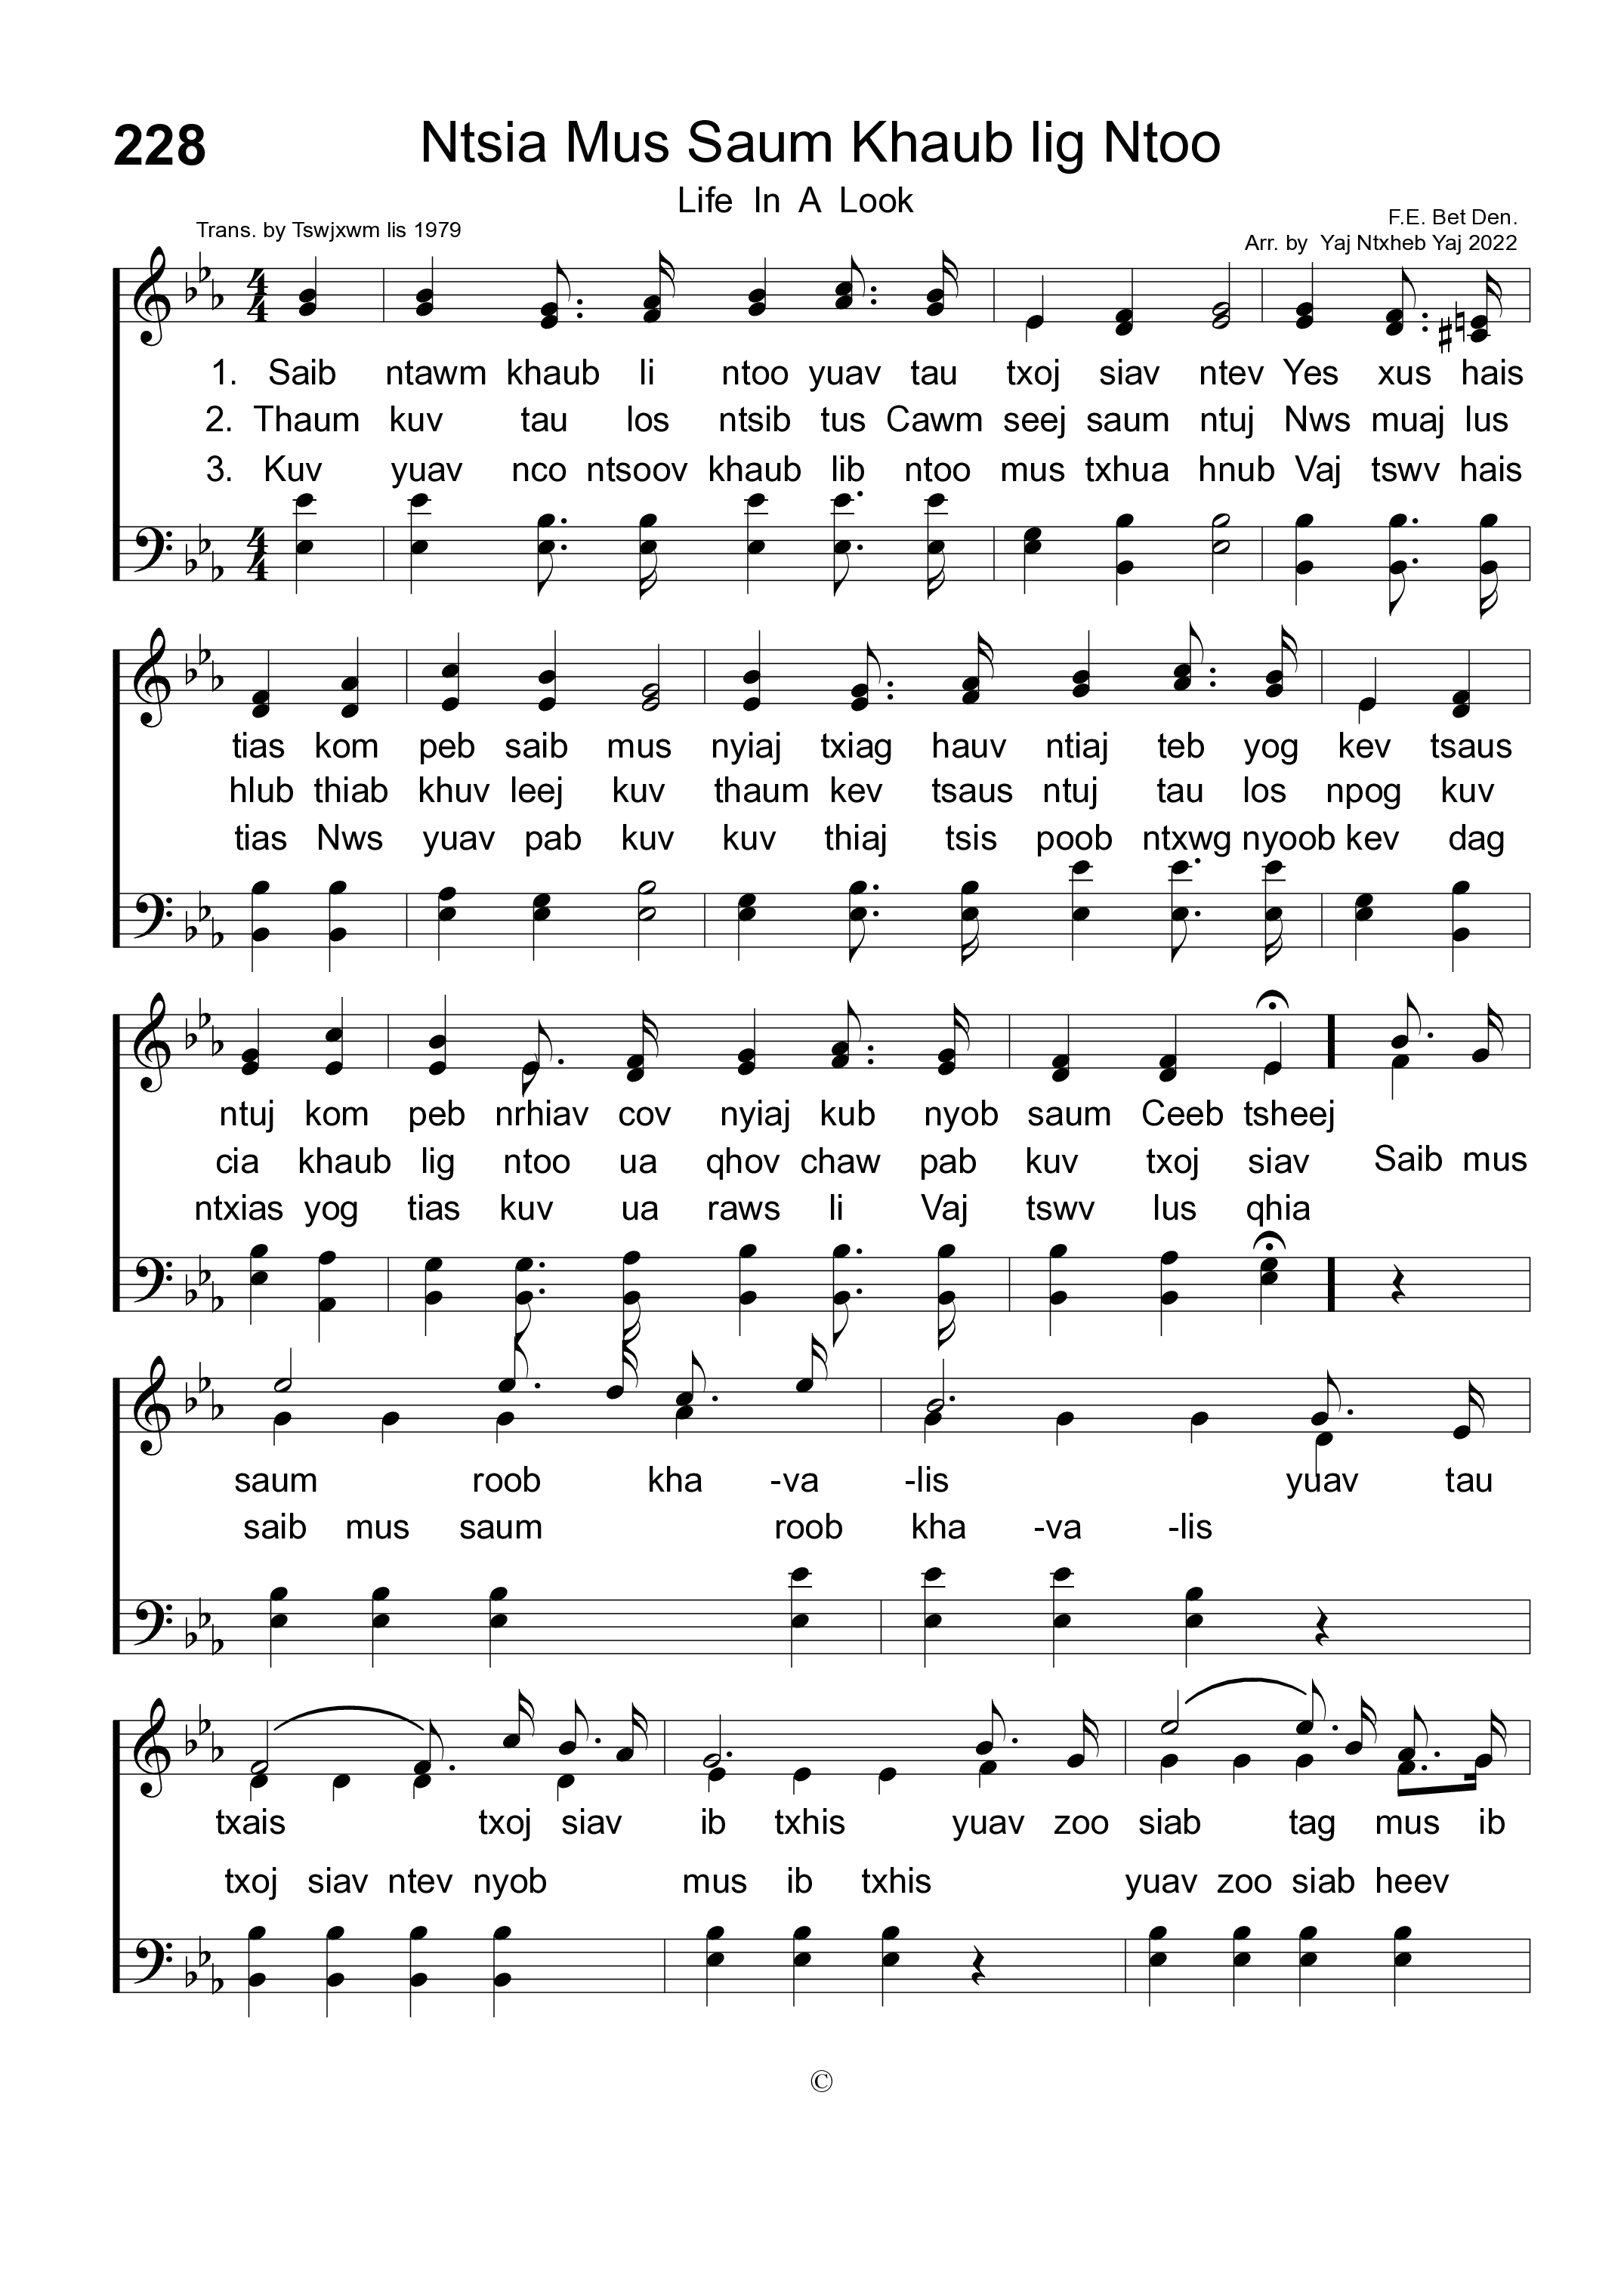 228
Ntsia Mus Saum Khaub lig Ntoo
Life In A Look
Trans. by Tswjxwm lis 1979
F.E. Bet Den.
Arr. by Yaj Ntxheb Yaj 2022
1. Saib ntawm khaub li ntoo yuav tau txoj siav ntev Yes xus hais
2. Thaum kuv tau los ntsib tus Cawm seej saum ntuj Nws muaj lus
3. Kuv yuav nco ntsoov khaub lib ntoo mus txhua hnub Vaj tswv hais
tias kom peb saib mus nyiaj txiag hauv ntiaj teb yog kev tsaus
hlub thiab khuv leej kuv thaum kev tsaus ntuj tau los npog kuv
tias Nws yuav pab kuv kuv thiaj tsis poob ntxwg nyoob kev dag
ntuj kom peb nrhiav cov nyiaj kub nyob saum Ceeb tsheej
cia khaub lig ntoo ua qhov chaw pab kuv txoj siav Saib mus
ntxias yog tias kuv ua raws li Vaj tswv lus qhia
saum roob kha -va -lis yuav tau
saib mus saum roob kha -va -lis
txais txoj siav ib txhis yuav zoo siab tag mus ib
txoj siav ntev nyob mus ib txhis yuav zoo siab heev
©